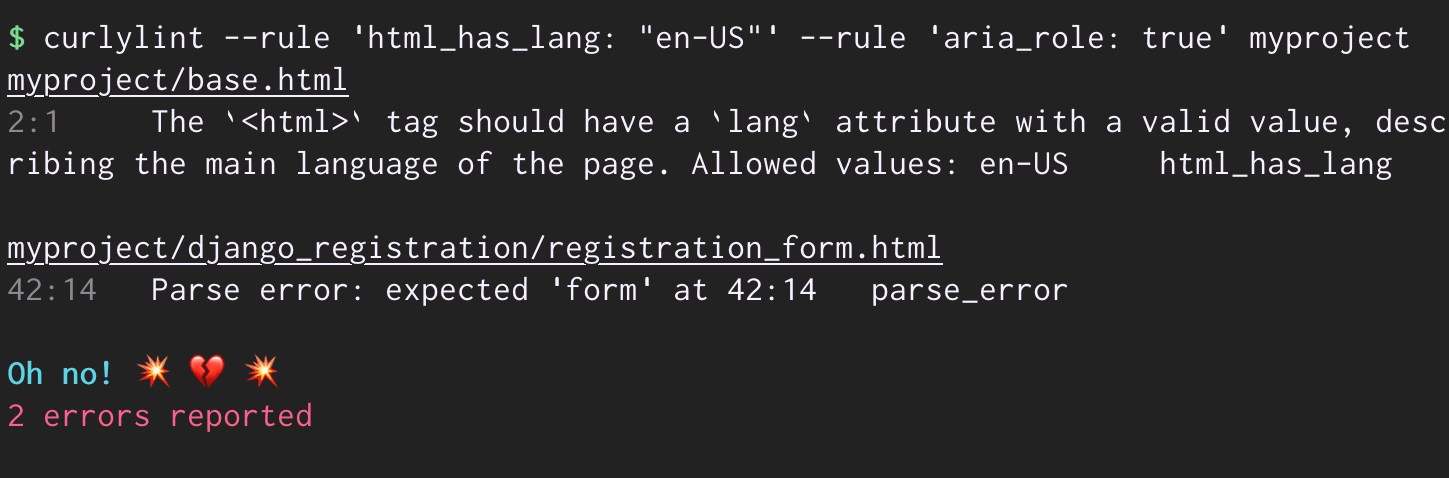 $ curlylint --rule 'html_has_lang: "en-US"' --rule 'aria_role: true' myproject
myproject/base.html
2:1     The `<html>` tag should have a `lang` attribute with a valid value, desc
ribing the main language of the page. Allowed values: en-US     html_has_lang
myproject/django_registration/registration_form.html
42:14   Parse error: expected 'form' at 42:14   parse_error
Oh no! 💥 💔 💥
2 errors reported